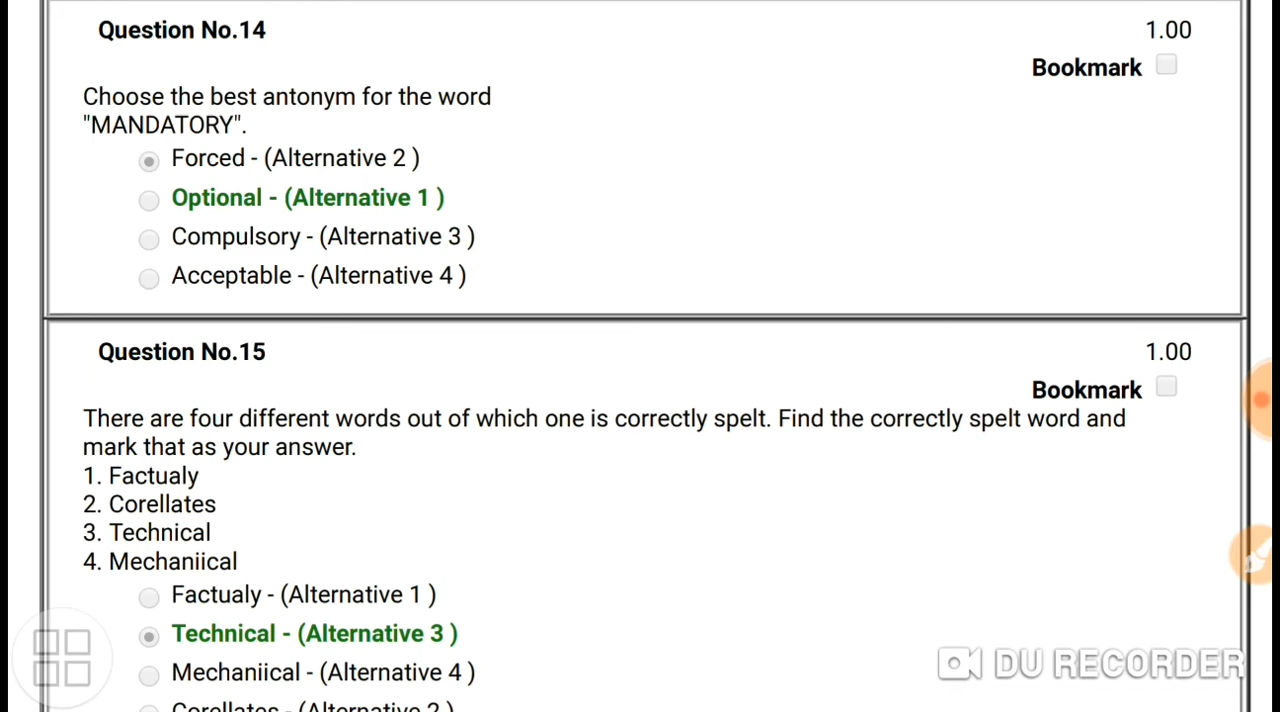 Question No.14
1.00
Bookmark
Choose the best antonym for the word
"MANDATORY".
Forced - (Alternative 2 )
Optional - (Alternative 1 )
Compulsory - (Alternative 3 )
Acceptable - (Alternative 4 )
Question No.15
1.00
Bookmark
There are four different words out of which one is correctly spelt. Find the correctly spelt word and
mark that as your answer.
1. Factualy
2. Corellates
3. Technical
4. Mechaniical
Factualy - (Alternative 1 )
Technical - (Alternative 3 )
Mechaniical - (Alternative 4 )
Corellates - (Alternative 2 )
DU RECORDER